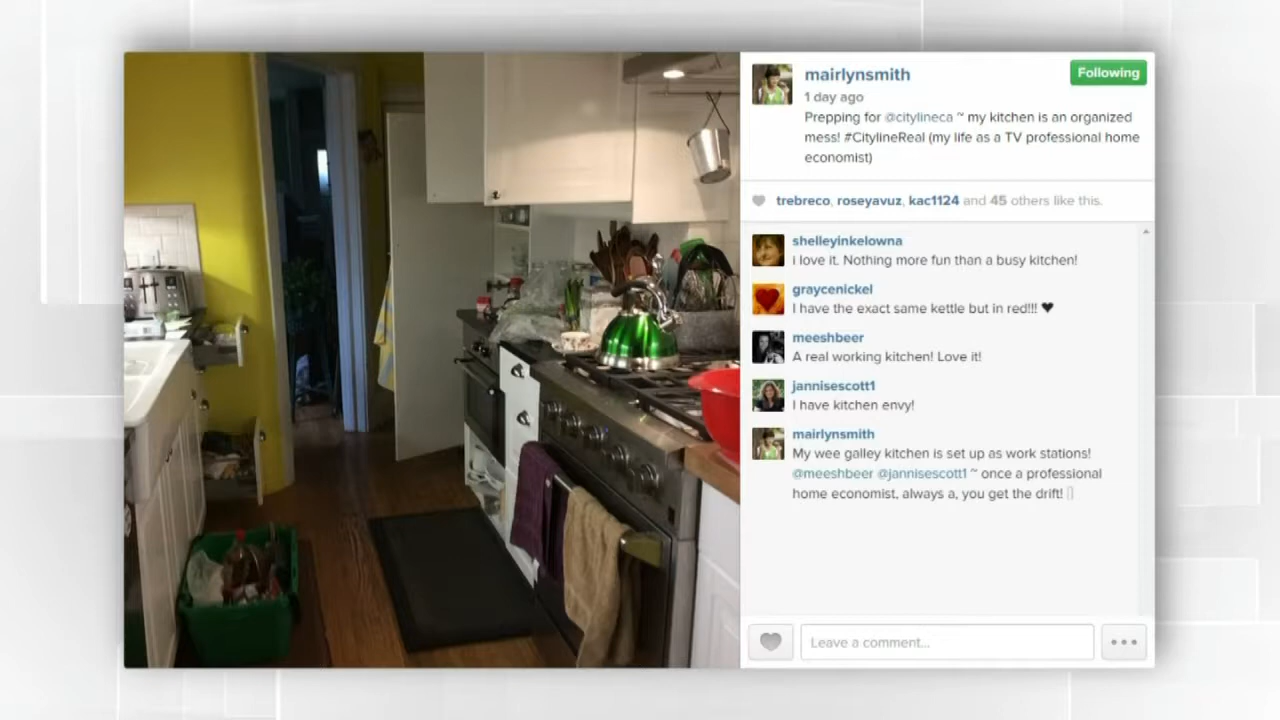 mairlynsmith
Following
1 day ago
Prepping for @citylineca ~ my kitchen is an organized
mess! #CitylineReal (my life as a TV professional home
economist)
trebreco, roseyavuz, kac1124 and 45 others like this.
shelleyinkelowna
i love it. Nothing more fun than a busy kitchen!
graycenickel
I have the exact same kettle but in red!!! ♥
meeshbeer
A real working kitchen! Love it!
jannisescott1
I have kitchen envy!
mairlynsmith
My wee galley kitchen is set up as work stations!
@meeshbeer @jannisescott1 ~ once a professional
home economist, always a, you get the drift!
Leave a comment...